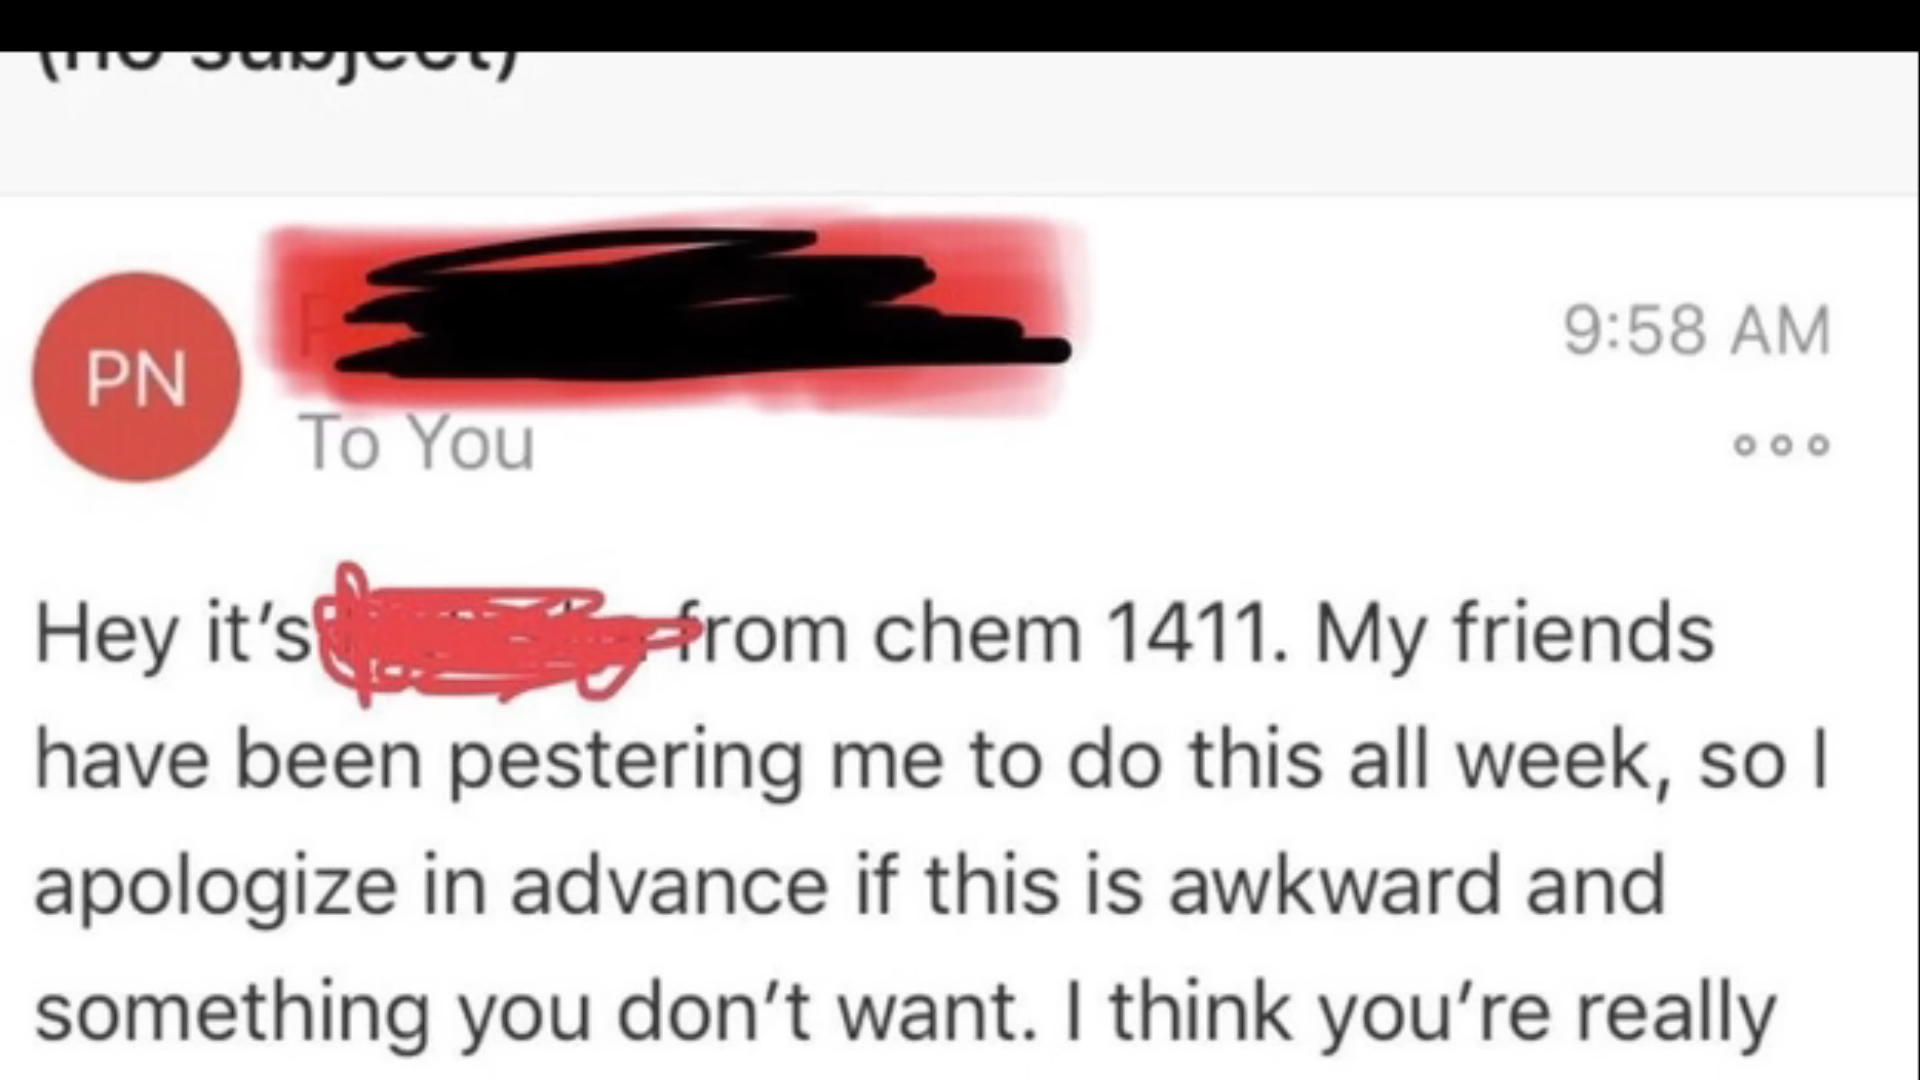 (no subject)
PN
9:58 AM
To You
Hey it's from chem 1411. My friends
have been pestering me to do this all week, so I
apologize in advance if this is awkward and
something you don't want. I think you're really